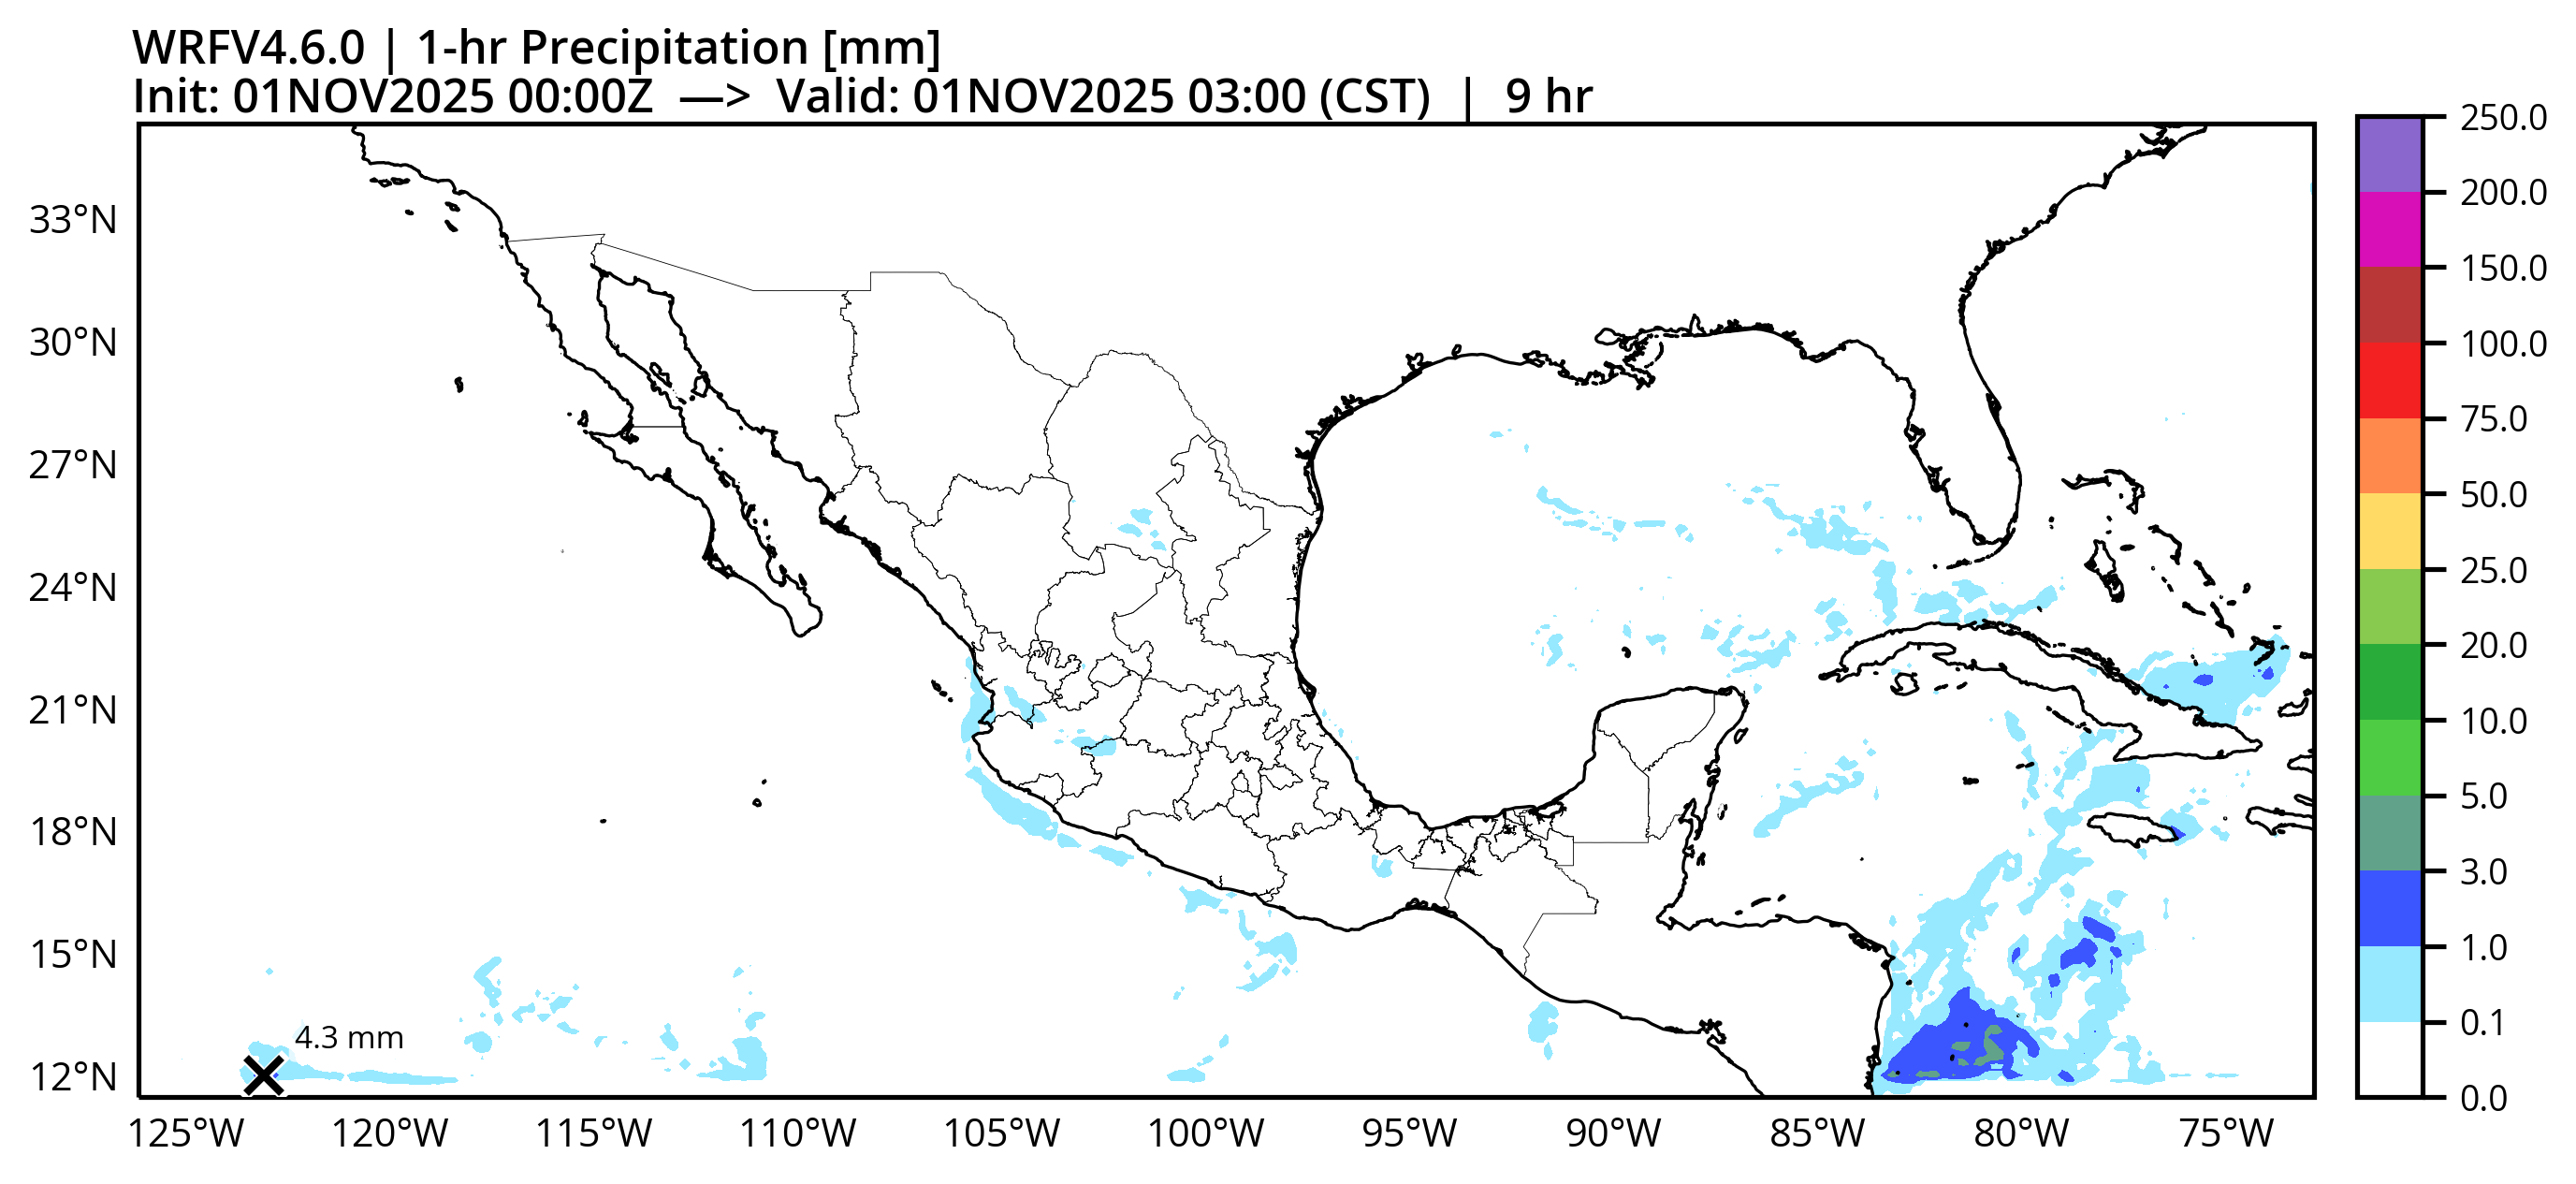 WRFV4.6.0 | 1-hr Precipitation [mm]
Init: 01NOV2025 00:00Z —> Valid: 01NOV2025 03:00 (CST) | 9 hr
33°N
30°N
27°N
24°N
21°N
18°N
15°N
12°N
4.3 mm
125°W 120°W 115°W 110°W 105°W 100°W 95°W 90°W 85°W 80°W 75°W
250.0
200.0
150.0
100.0
75.0
50.0
25.0
20.0
10.0
5.0
3.0
1.0
0.1
0.0